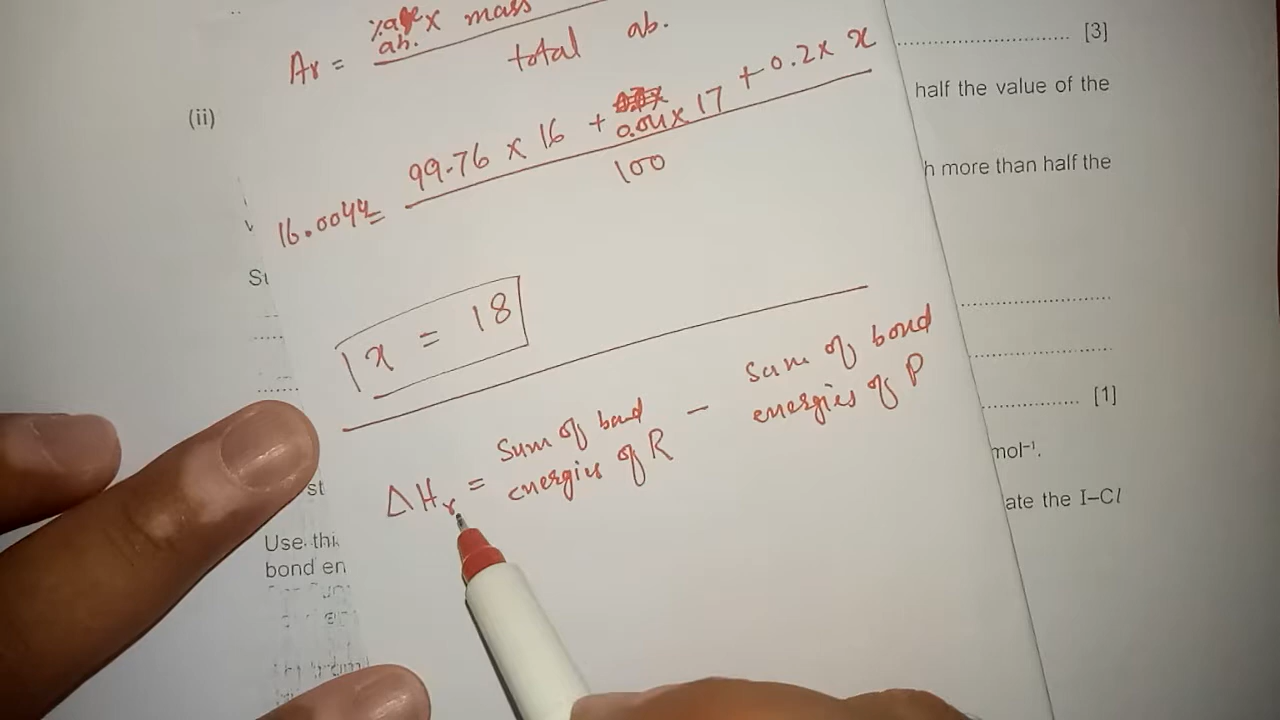 %age x mass
ab.
Ar = total ab.
[3]
(ii)
half the value of the
99.76 x 16 + 0.04 x 17 + 0.2 x x
16.0044 = 100
h more than half the
x = 18
ΔHr = Sum of bond energies of R - Sum of bond energies of P
[1]
mol⁻¹.
st
ate the I–Cl
Use this
bond en